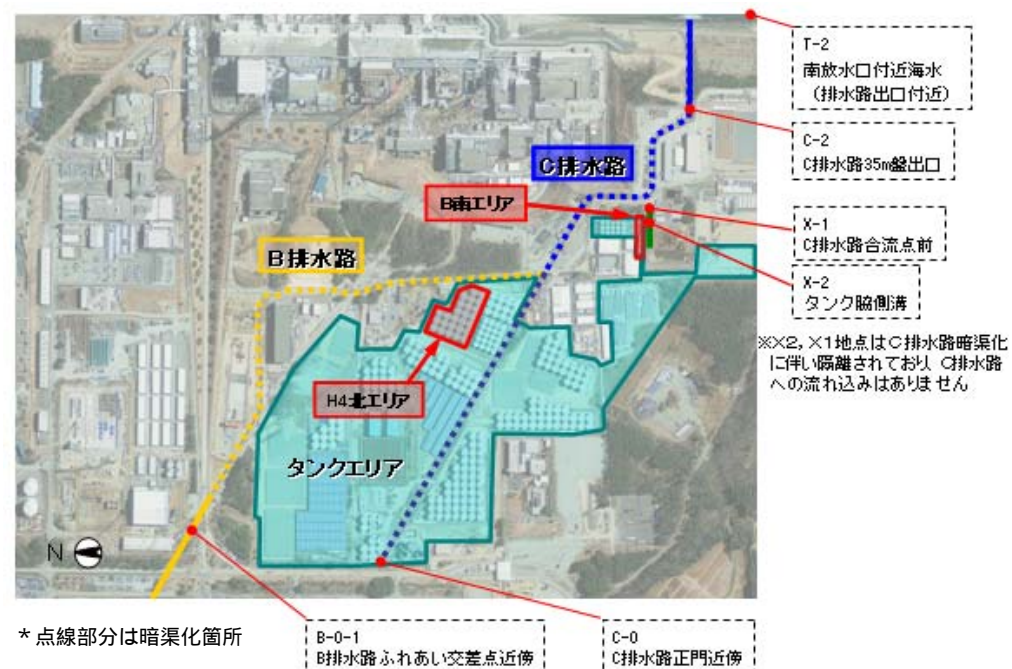 T-2
南放水口付近海水
(排水路出口付近)
C-2
C排水路35m盤出口
C排水路
B南エリア
X-1
C排水路合流点前
B排水路
X-2
タンク脇側溝
※X2,X1地点はC排水路暗渠化
に伴い隔離されており、C排水路
への流れ込みはありません
H4北エリア
タンクエリア
N
*点線部分は暗渠化箇所
B-0-1
B排水路ふれあい交差点近傍
C-0
C排水路正門近傍